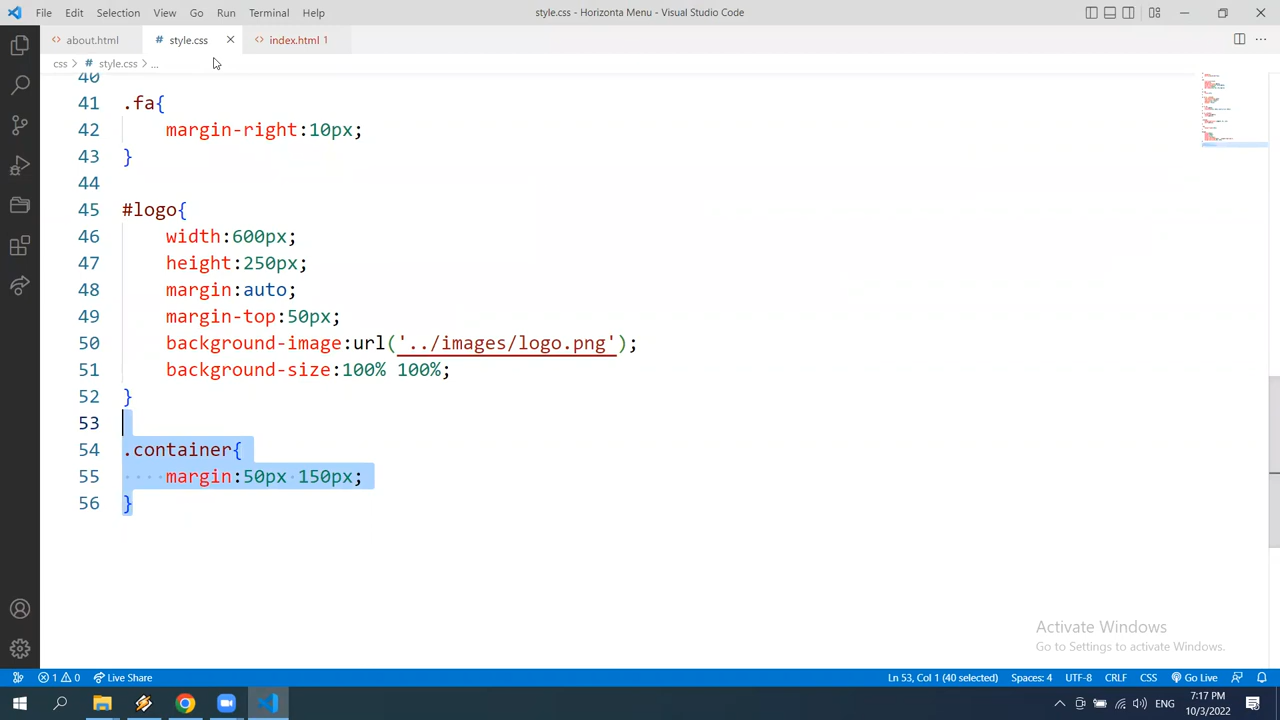 File Edit Selection View Go Run Terminal Help style.css - Horizonta Menu - Visual Studio Code
about.html # style.css index.html 1
css > # style.css > ...
40
41 .fa{
42 margin-right:10px;
43 }
44
45 #logo{
46 width:600px;
47 height:250px;
48 margin:auto;
49 margin-top:50px;
50 background-image:url('../images/logo.png');
51 background-size:100% 100%;
52 }
53
54 .container{
55 margin:50px 150px;
56 }
Activate Windows
Go to Settings to activate Windows.
1 0 Live Share Ln 53, Col 1 (40 selected) Spaces: 4 UTF-8 CRLF CSS Go Live
ENG 7:17 PM
10/3/2022